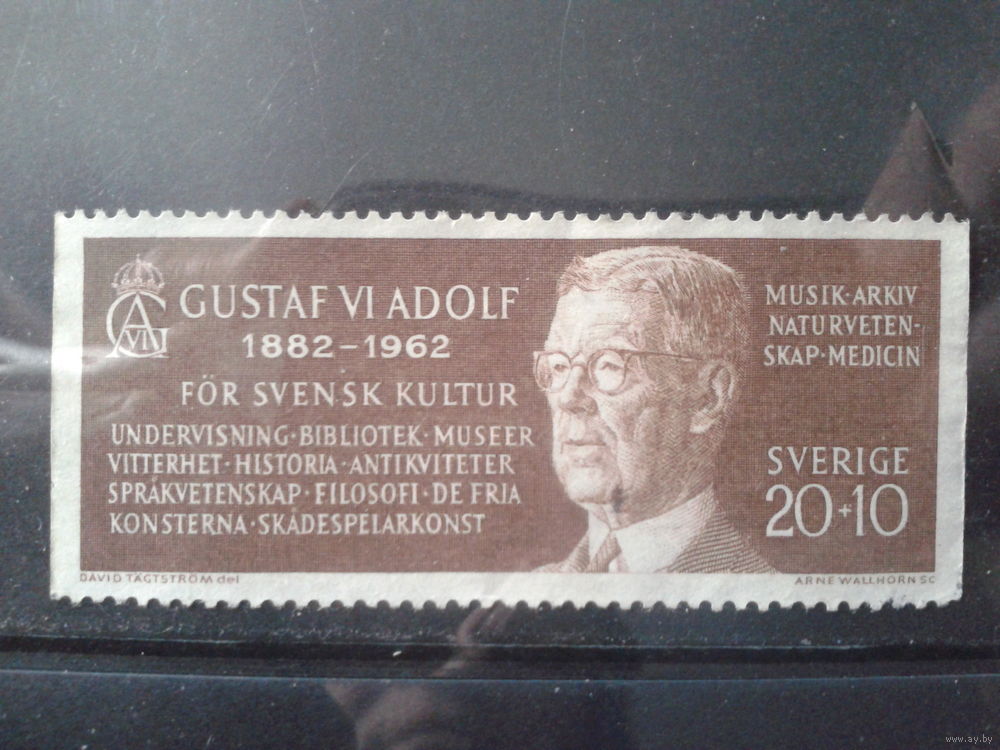 GUSTAF VI ADOLF
1882–1962
FÖR SVENSK KULTUR
UNDERVISNING·BIBLIOTEK·MUSEER
VITTERHET·HISTORIA·ANTIKVITETER
SPRÅKVETENSKAP·FILOSOFI·DE FRIA
KONSTERNA·SKÅDESPELARKONST
MUSIK·ARKIV
NATURVETEN-
SKAP·MEDICIN
SVERIGE
20+10
DAVID TÄGTSTRÖM del
ARNE WALLHORN SC
www.ay.by